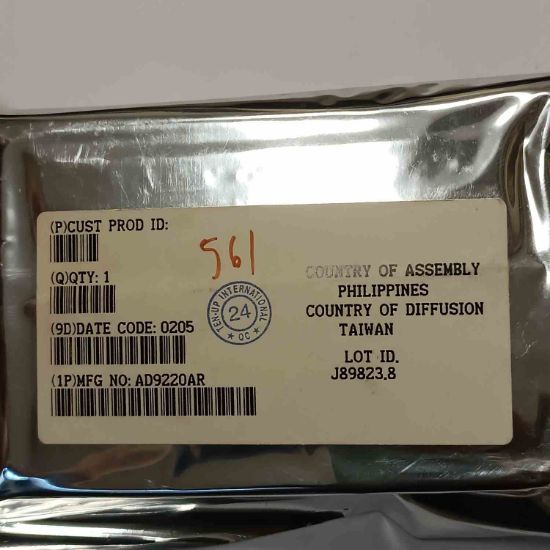 (P)CUST PROD ID:
561
(Q)QTY: 1
TEN-UP INTERNATIONAL
24
QC
(9D)DATE CODE: 0205
(1P)MFG NO: AD9220AR
COUNTRY OF ASSEMBLY
PHILIPPINES
COUNTRY OF DIFFUSION
TAIWAN
LOT ID.
J89823.8